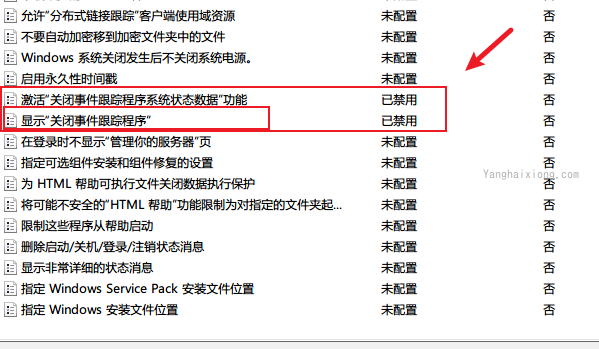 允许"分布式链接跟踪"客户端使用域资源 未配置 否
不要自动加密移到加密文件夹中的文件 未配置 否
Windows 系统关闭发生后不关闭系统电源。 未配置 否
启用永久性时间戳 未配置 否
激活"关闭事件跟踪程序系统状态数据"功能 已禁用 否
显示"关闭事件跟踪程序" 已禁用 否
在登录时不显示"管理你的服务器"页 未配置 否
指定可选组件安装和组件修复的设置 未配置 否
Yanghaixiong.com
为 HTML 帮助可执行文件关闭数据执行保护 未配置 否
将可能不安全的"HTML 帮助"功能限制为对指定的文件夹起... 未配置 否
限制这些程序从帮助启动 未配置 否
删除启动/关机/登录/注销状态消息 未配置 否
显示非常详细的状态消息 未配置 否
指定 Windows Service Pack 安装文件位置 未配置 否
指定 Windows 安装文件位置 未配置 否